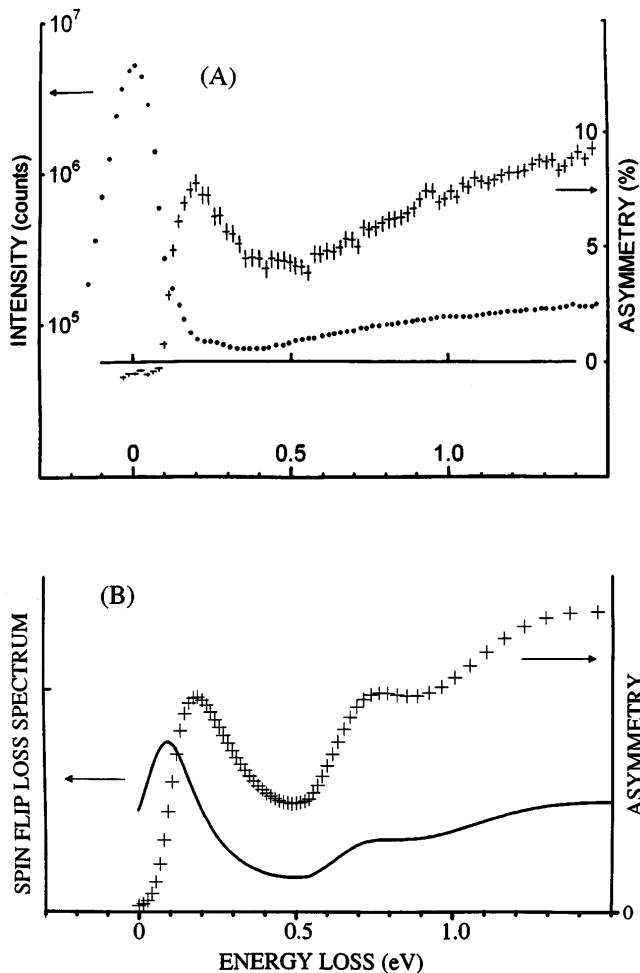 10⁷
(A)
10
10⁶
5
10⁵
0
INTENSITY (counts)
ASYMMETRY (%)
0 0.5 1.0
(B)
SPIN FLIP LOSS SPECTRUM
ASYMMETRY
0
0 0.5 1.0
ENERGY LOSS (eV)